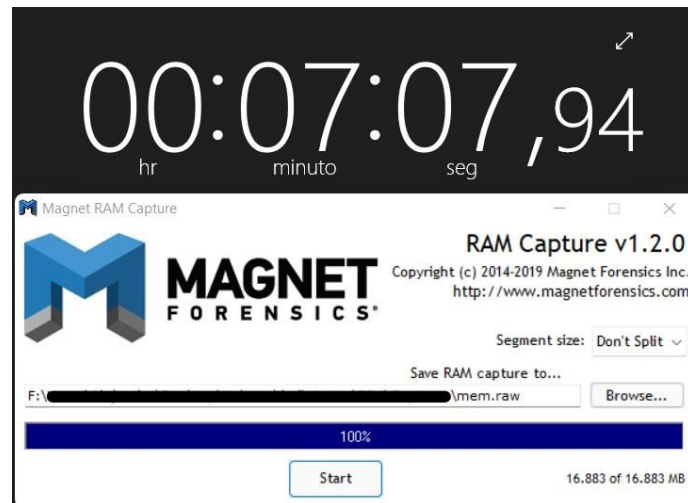 00:07:07,94
hr minuto seg
Magnet RAM Capture
MAGNET
FORENSICS®
RAM Capture v1.2.0
Copyright (c) 2014-2019 Magnet Forensics Inc.
http://www.magnetforensics.com
Segment size: Don't Split
Save RAM capture to...
F:\ \mem.raw Browse...
100%
Start 16.883 of 16.883 MB